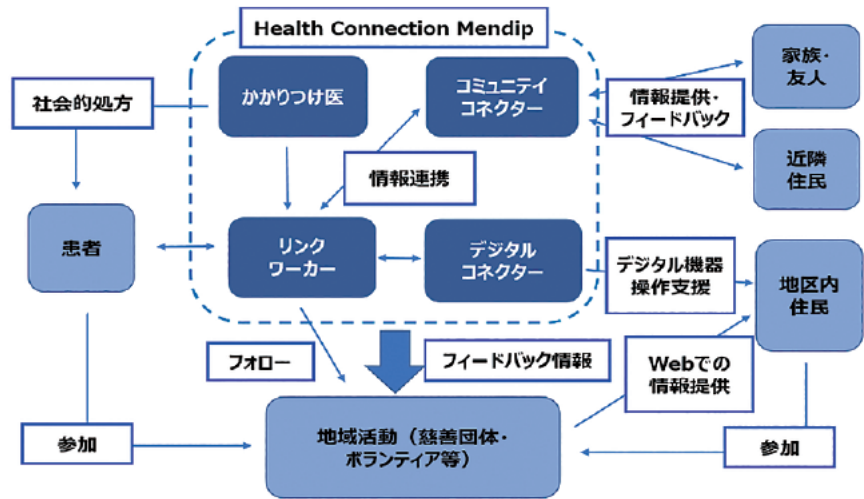 Health Connection Mendip
かかりつけ医
コミュニテイ
コネクター
家族・
友人
社会的処方
情報提供・
フィードバック
情報連携
近隣
住民
患者
リンク
ワーカー
デジタル
コネクター
デジタル機器
操作支援
地区内
住民
フォロー
フィードバック情報
Webでの
情報提供
参加
地域活動（慈善団体・
ボランティア等）
参加